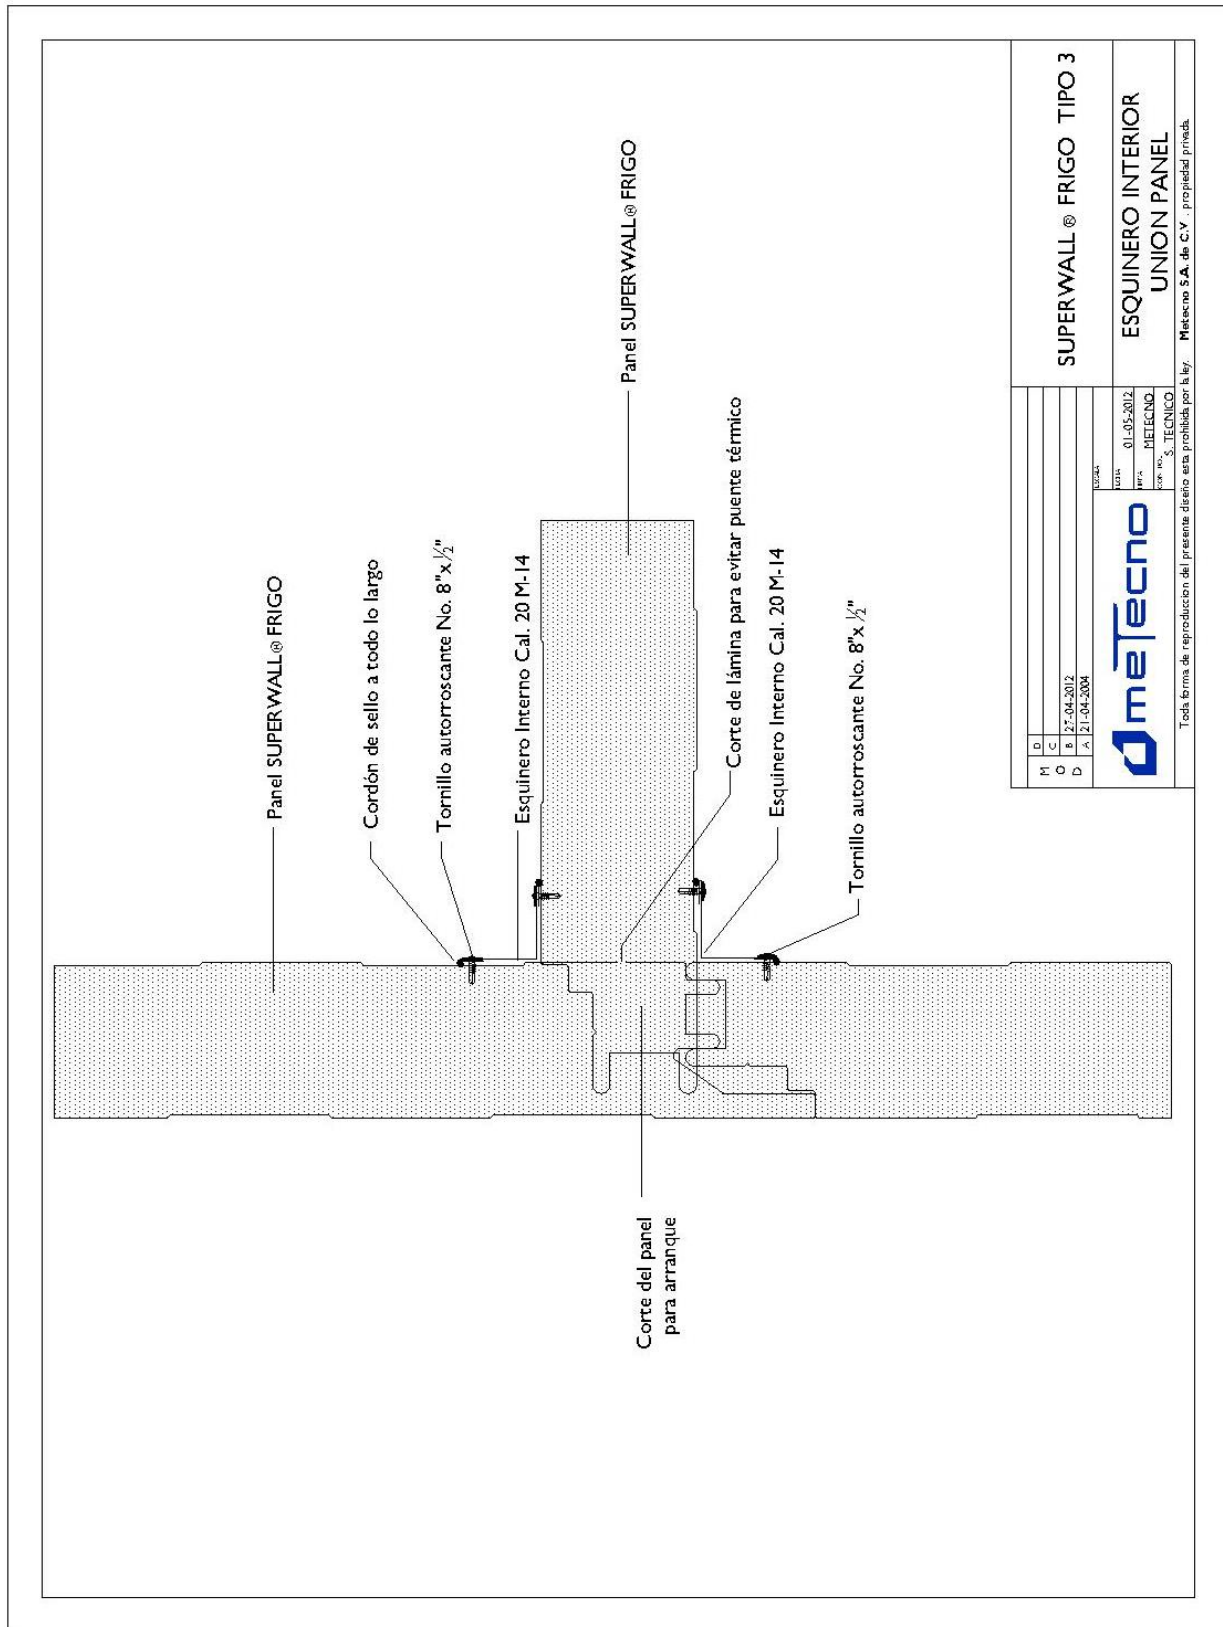 Panel SUPERWALL® FRIGO
Cordón de sello a todo lo largo
Tornillo autorroscante No. 8"x ½"
Esquinero Interno Cal. 20 M-14
Panel SUPERWALL® FRIGO
Corte de lámina para evitar puente térmico
Esquinero Interno Cal. 20 M-14
Tornillo autorroscante No. 8"x ½"
Corte del panel
para arranque
M
O
D
D
C
B 27-04-2012
A 21-04-2004
SUPERWALL ® FRIGO TIPO 3
meTecno
ESCALA
FECHA
01-05-2012
METECNO
S. TECNICO
ESQUINERO INTERIOR
UNION PANEL
Toda forma de reproduccion del presente diseño esta prohibida por la ley. Metecno S.A. de C.V. propiedad privada.